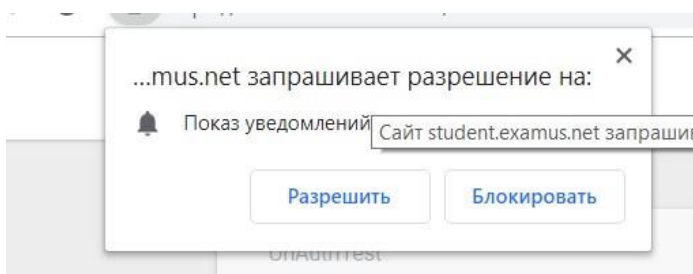 ...mus.net запрашивает разрешение на:
Показ уведомлений
Сайт student.examus.net запраши
Разрешить
Блокировать